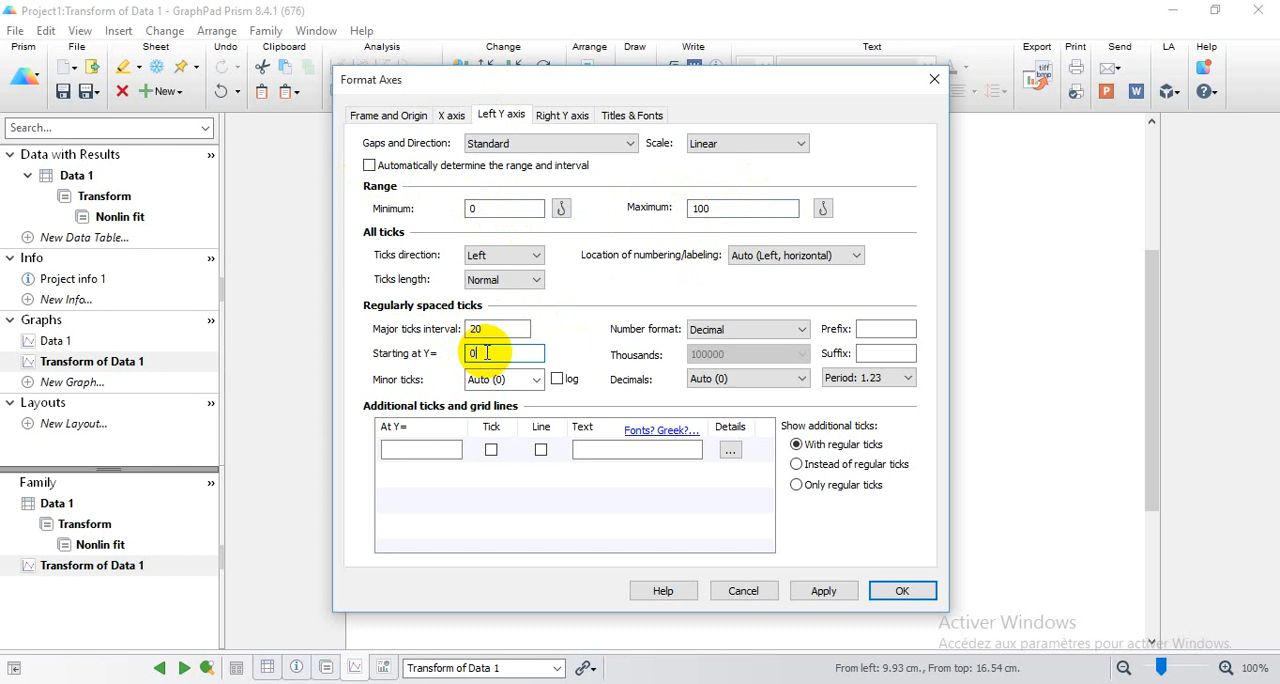 Project1:Transform of Data 1 - GraphPad Prism 8.4.1 (676)
File Edit View Insert Change Arrange Family Window Help
Prism File Sheet Undo Clipboard Analysis Change Arrange Draw Write Text Export Print Send LA Help
New
Search...
Data with Results
Data 1
Transform
Nonlin fit
New Data Table...
Info
Project info 1
New Info...
Graphs
Data 1
Transform of Data 1
New Graph...
Layouts
New Layout...
Family
Data 1
Transform
Nonlin fit
Transform of Data 1
Format Axes
Frame and Origin X axis Left Y axis Right Y axis Titles & Fonts
Gaps and Direction: Standard Scale: Linear
Automatically determine the range and interval
Range
Minimum: 0 Maximum: 100
All ticks
Ticks direction: Left Location of numbering/labeling: Auto (Left, horizontal)
Ticks length: Normal
Regularly spaced ticks
Major ticks interval: 20 Number format: Decimal Prefix:
Starting at Y= 0 Thousands: 100000 Suffix:
Minor ticks: Auto (0) log Decimals: Auto (0) Period: 1.23
Additional ticks and grid lines
At Y= Tick Line Text Fonts? Greek?... Details
...
Show additional ticks:
With regular ticks
Instead of regular ticks
Only regular ticks
Help Cancel Apply OK
Activer Windows
Accédez aux paramètres pour activer Windows.
Transform of Data 1 From left: 9.93 cm., From top: 16.54 cm. 100%